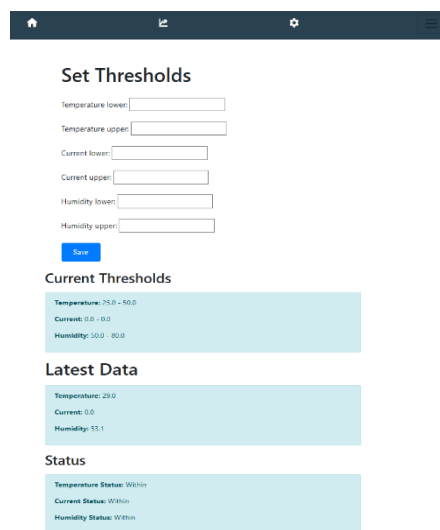 Set Thresholds
Temperature lower:
Temperature upper:
Current lower:
Current upper:
Humidity lower:
Humidity upper:
Save
Current Thresholds
Temperature: 25.0 - 50.0
Current: 0.0 - 0.0
Humidity: 50.0 - 80.0
Latest Data
Temperature: 29.0
Current: 0.0
Humidity: 53.1
Status
Temperature Status: Within
Current Status: Within
Humidity Status: Within